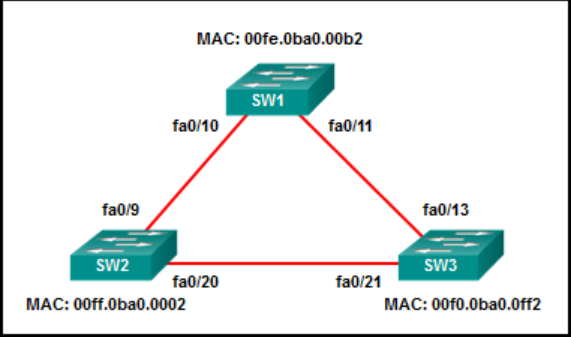 MAC: 00fe.0ba0.00b2
SW1
fa0/10
fa0/11
fa0/9
fa0/13
SW2
SW3
fa0/20
fa0/21
MAC: 00ff.0ba0.0002
MAC: 00f0.0ba0.0ff2